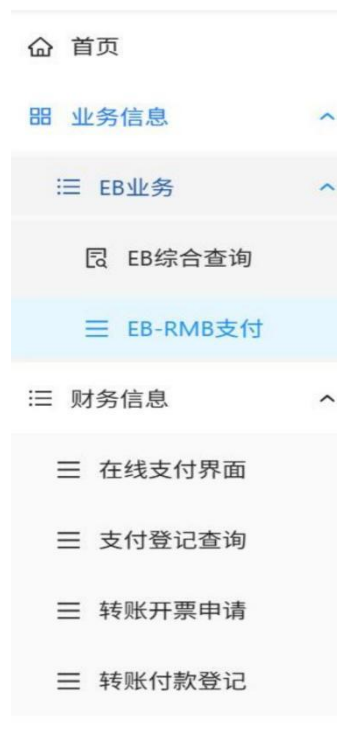 首页
业务信息
EB业务
EB综合查询
EB-RMB支付
财务信息
在线支付界面
支付登记查询
转账开票申请
转账付款登记